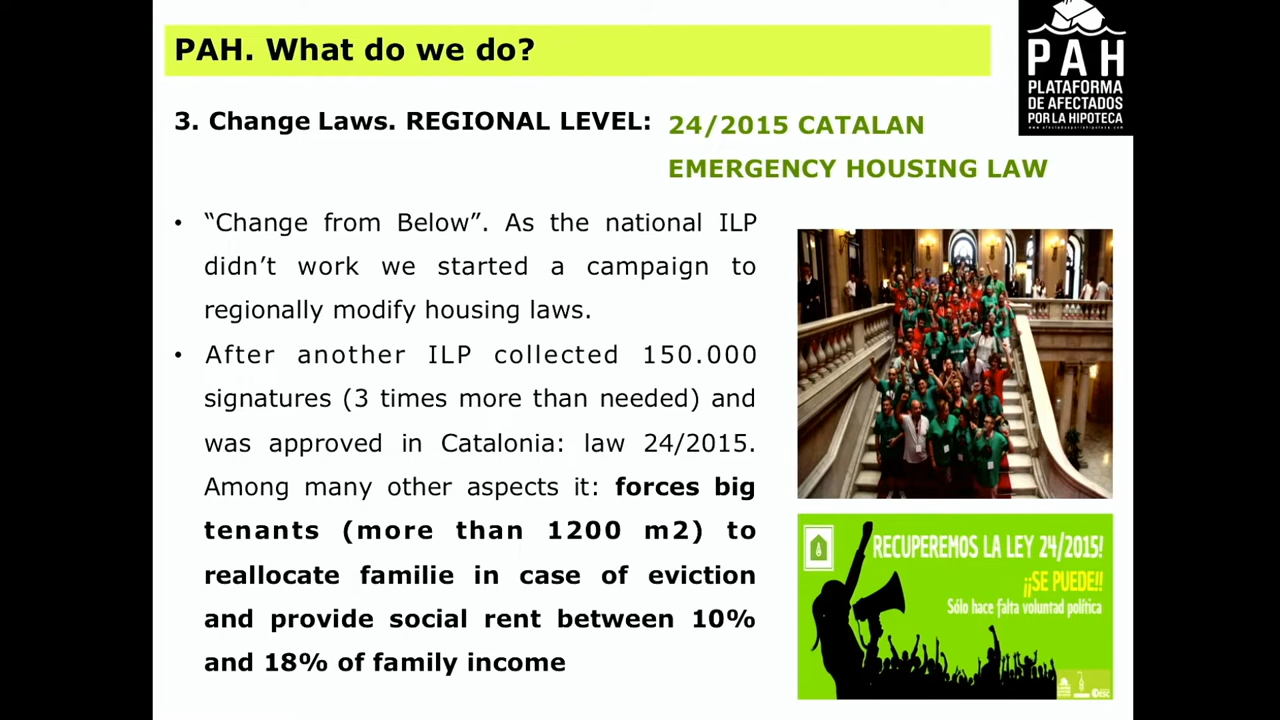 PAH. What do we do?
PAH
PLATAFORMA
DE AFECTADOS
POR LA HIPOTECA
www.afectadosporlahipoteca.com
3. Change Laws. REGIONAL LEVEL:
24/2015 CATALAN
EMERGENCY HOUSING LAW
• “Change from Below”. As the national ILP
didn’t work we started a campaign to
regionally modify housing laws.
• After another ILP collected 150.000
signatures (3 times more than needed) and
was approved in Catalonia: law 24/2015.
Among many other aspects it: forces big
tenants (more than 1200 m2) to
reallocate familie in case of eviction
and provide social rent between 10%
and 18% of family income
RECUPEREMOS LA LEY 24/2015!
¡¡SE PUEDE!!
Sólo hace falta voluntad política